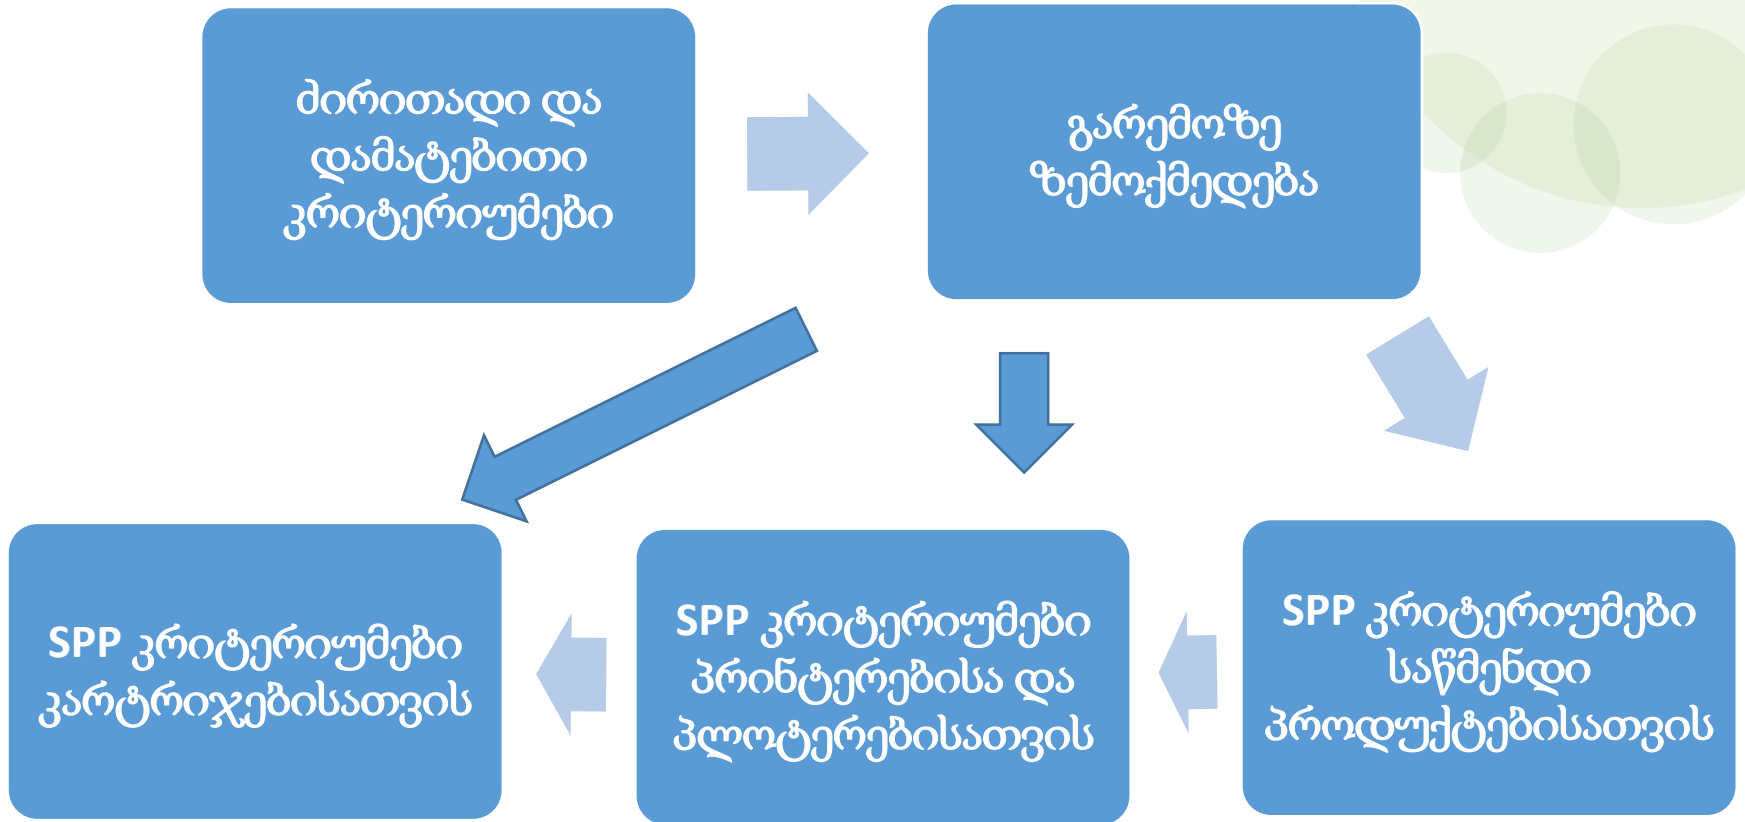 ძირითადი და
დამატებითი
კრიტერიუმები
გარემოზე
ზემოქმედება
SPP კრიტერიუმები
კარტრიჯებისათვის
SPP კრიტერიუმები
პრინტერებისა და
პლოტერებისათვის
SPP კრიტერიუმები
საწმენდი
პროდუქტებისათვის